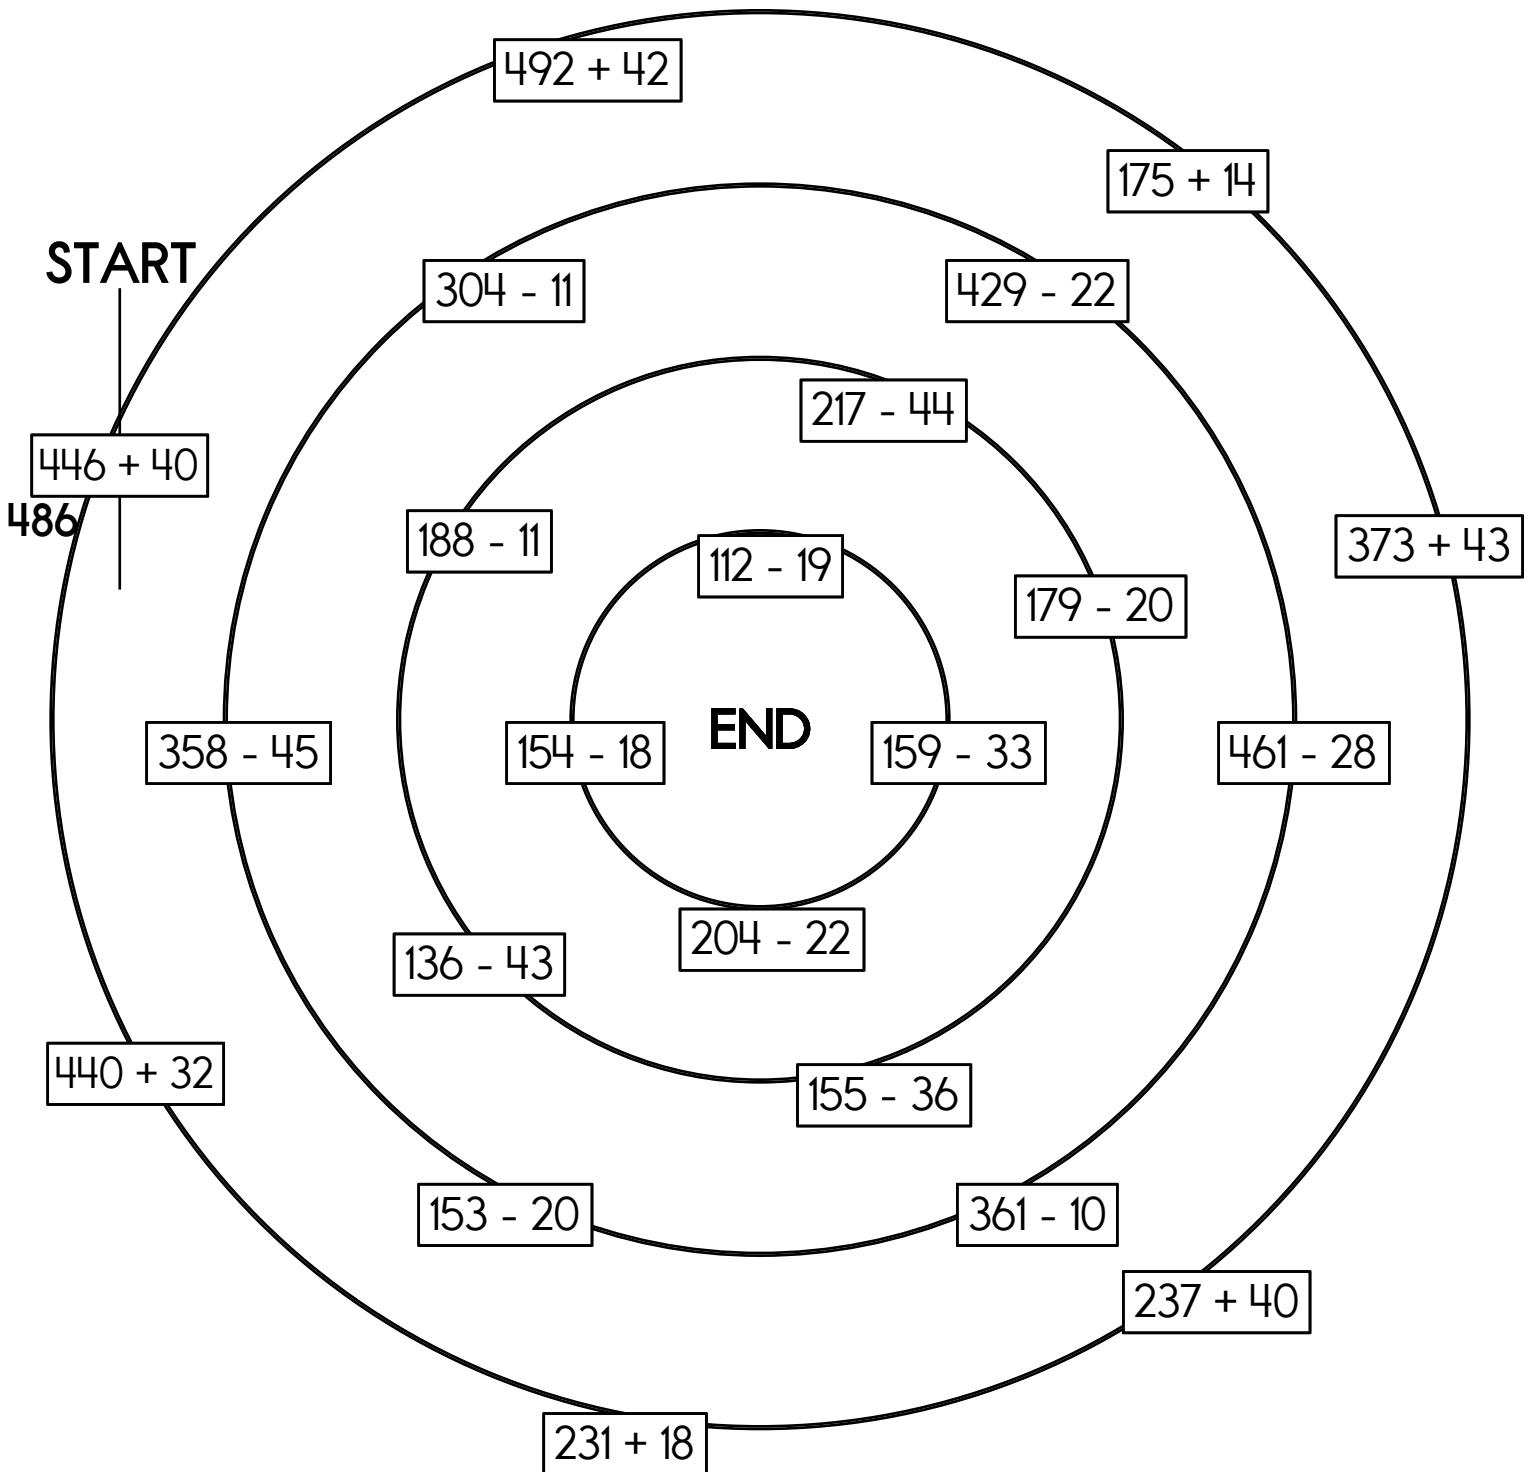 492 + 42
175 + 14
START
304 - 11
429 - 22
217 - 44
446 + 40
486
188 - 11
373 + 43
112 - 19
179 - 20
END
358 - 45
154 - 18
159 - 33
461 - 28
204 - 22
136 - 43
440 + 32
155 - 36
153 - 20
361 - 10
237 + 40
231 + 18